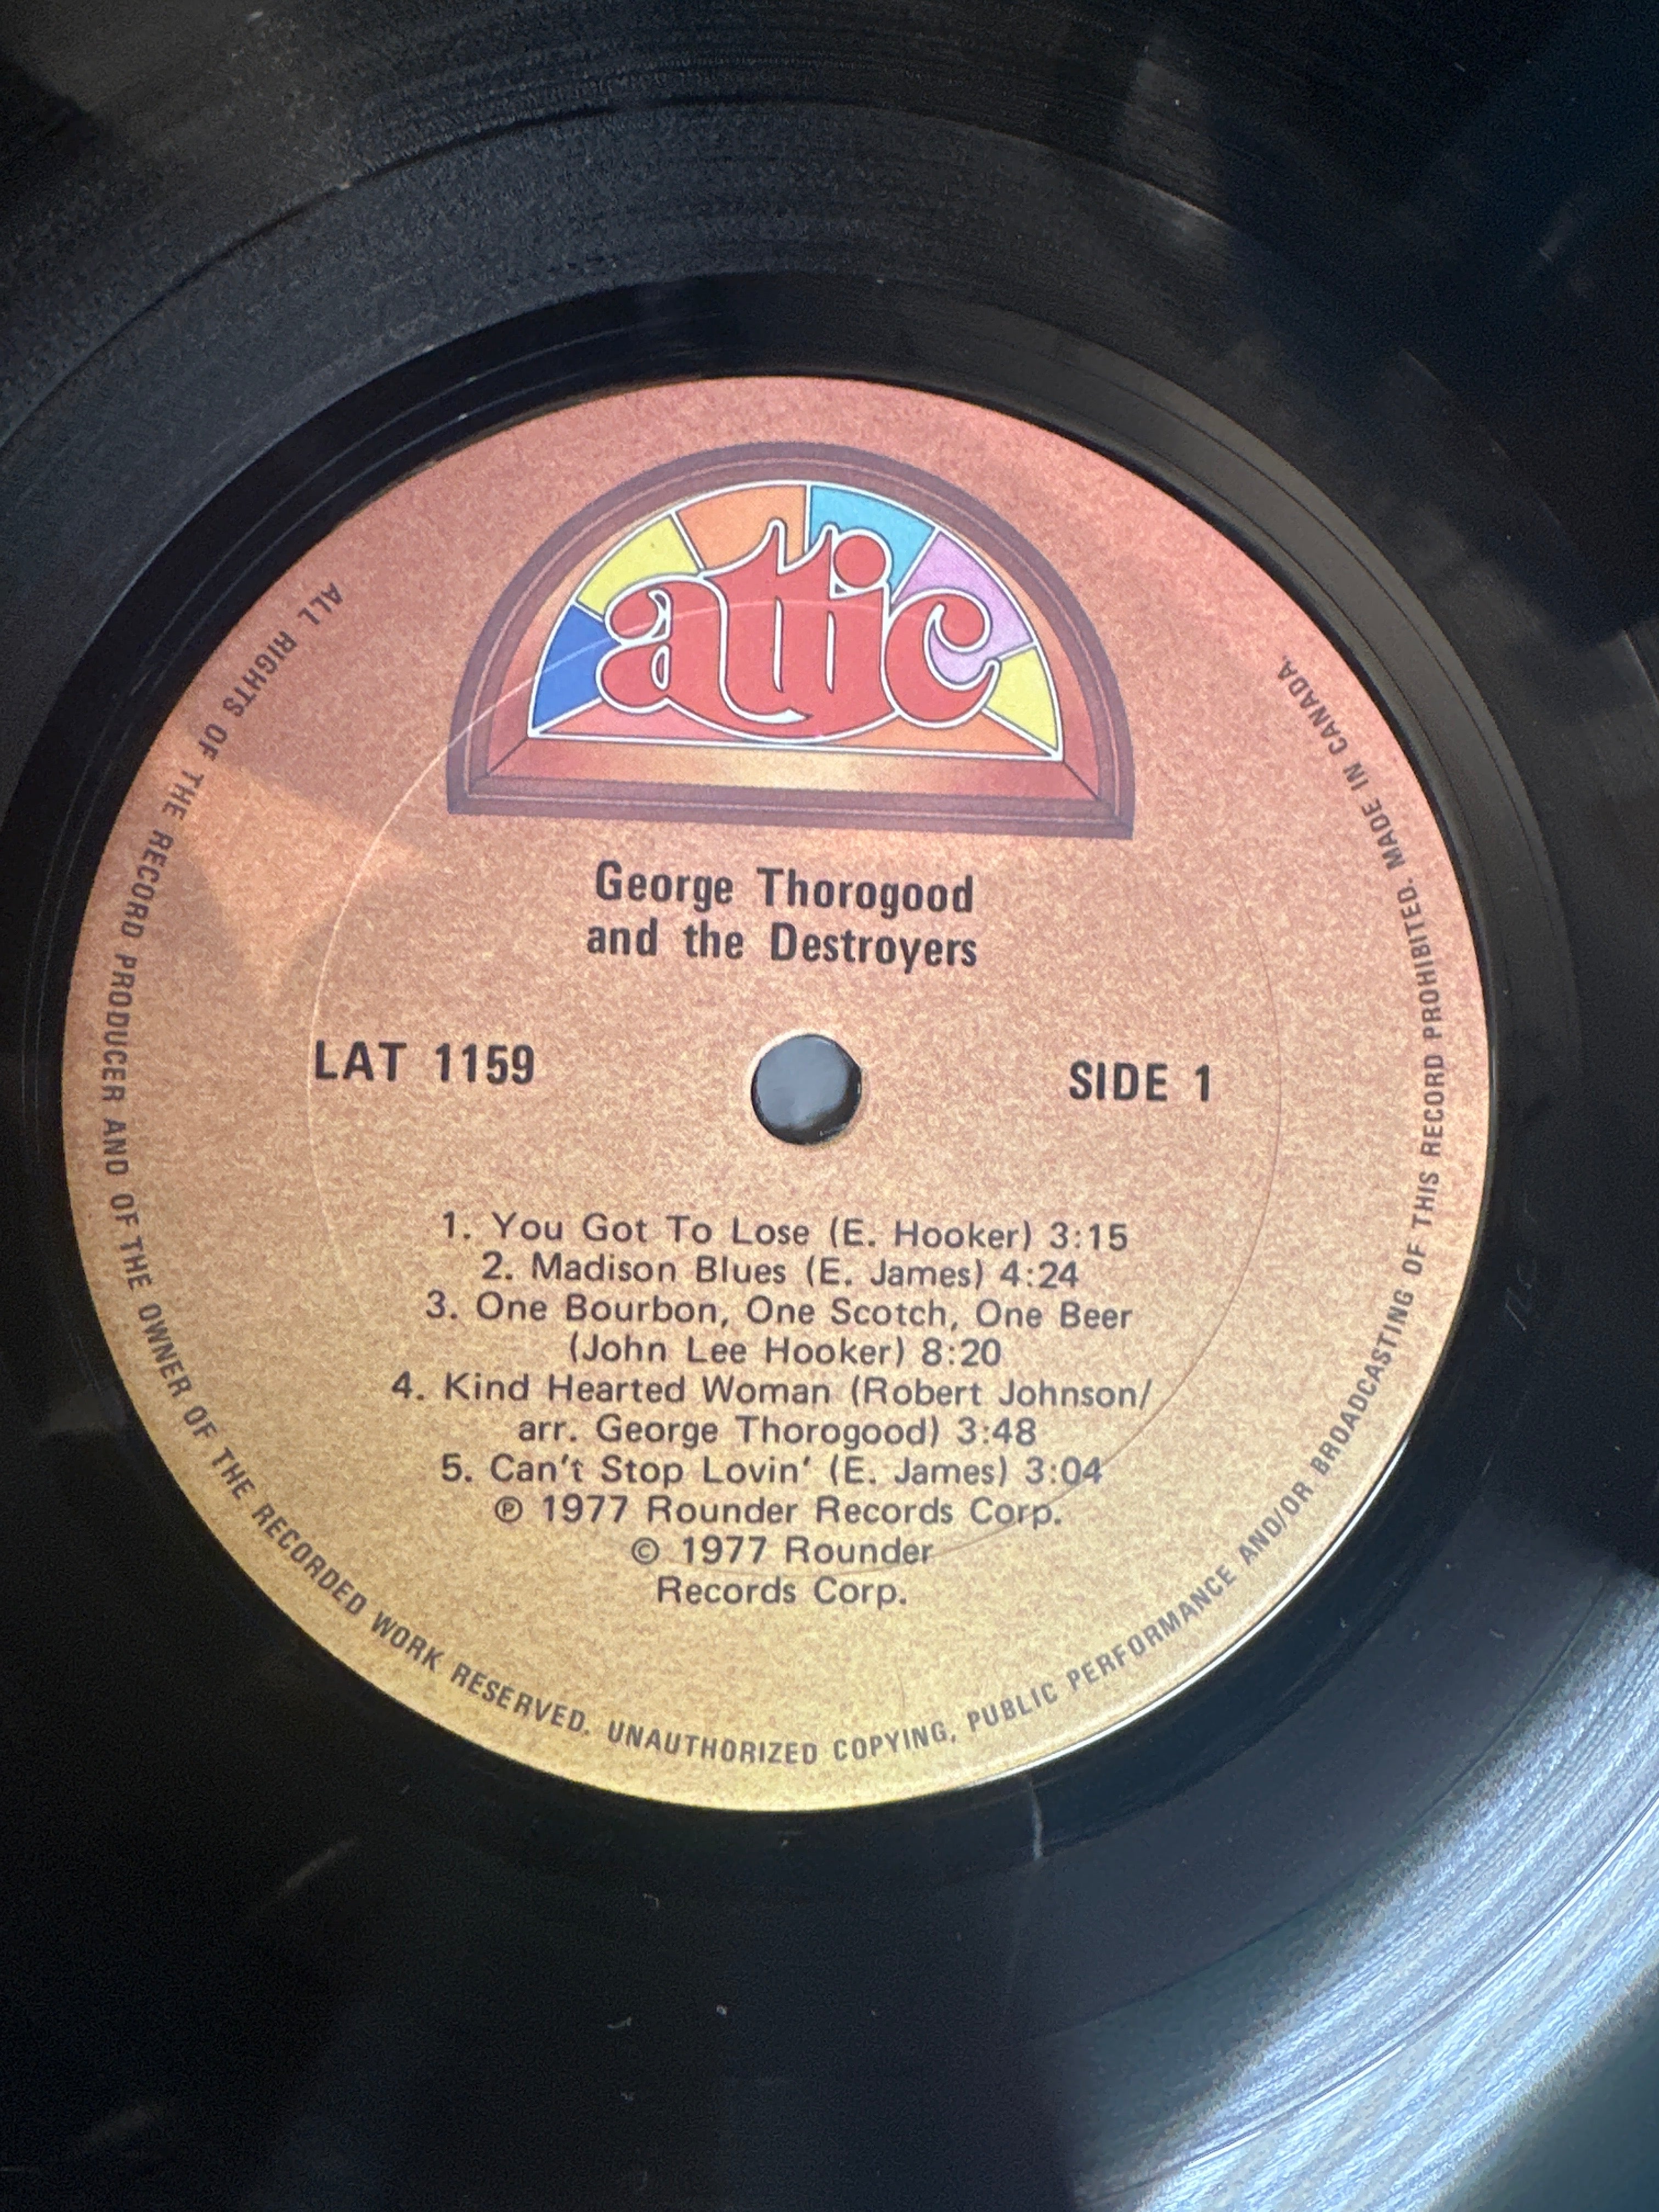 attic
George Thorogood
and the Destroyers
LAT 1159
SIDE 1
1. You Got To Lose (E. Hooker) 3:15
2. Madison Blues (E. James) 4:24
3. One Bourbon, One Scotch, One Beer
(John Lee Hooker) 8:20
4. Kind Hearted Woman (Robert Johnson/
arr. George Thorogood) 3:48
5. Can't Stop Lovin' (E. James) 3:04
℗ 1977 Rounder Records Corp.
© 1977 Rounder
Records Corp.
ALL RIGHTS OF THE RECORD PRODUCER AND OF THE OWNER OF THE RECORDED WORK RESERVED. UNAUTHORIZED COPYING, PUBLIC PERFORMANCE AND/OR BROADCASTING OF THIS RECORD PROHIBITED. MADE IN CANADA.